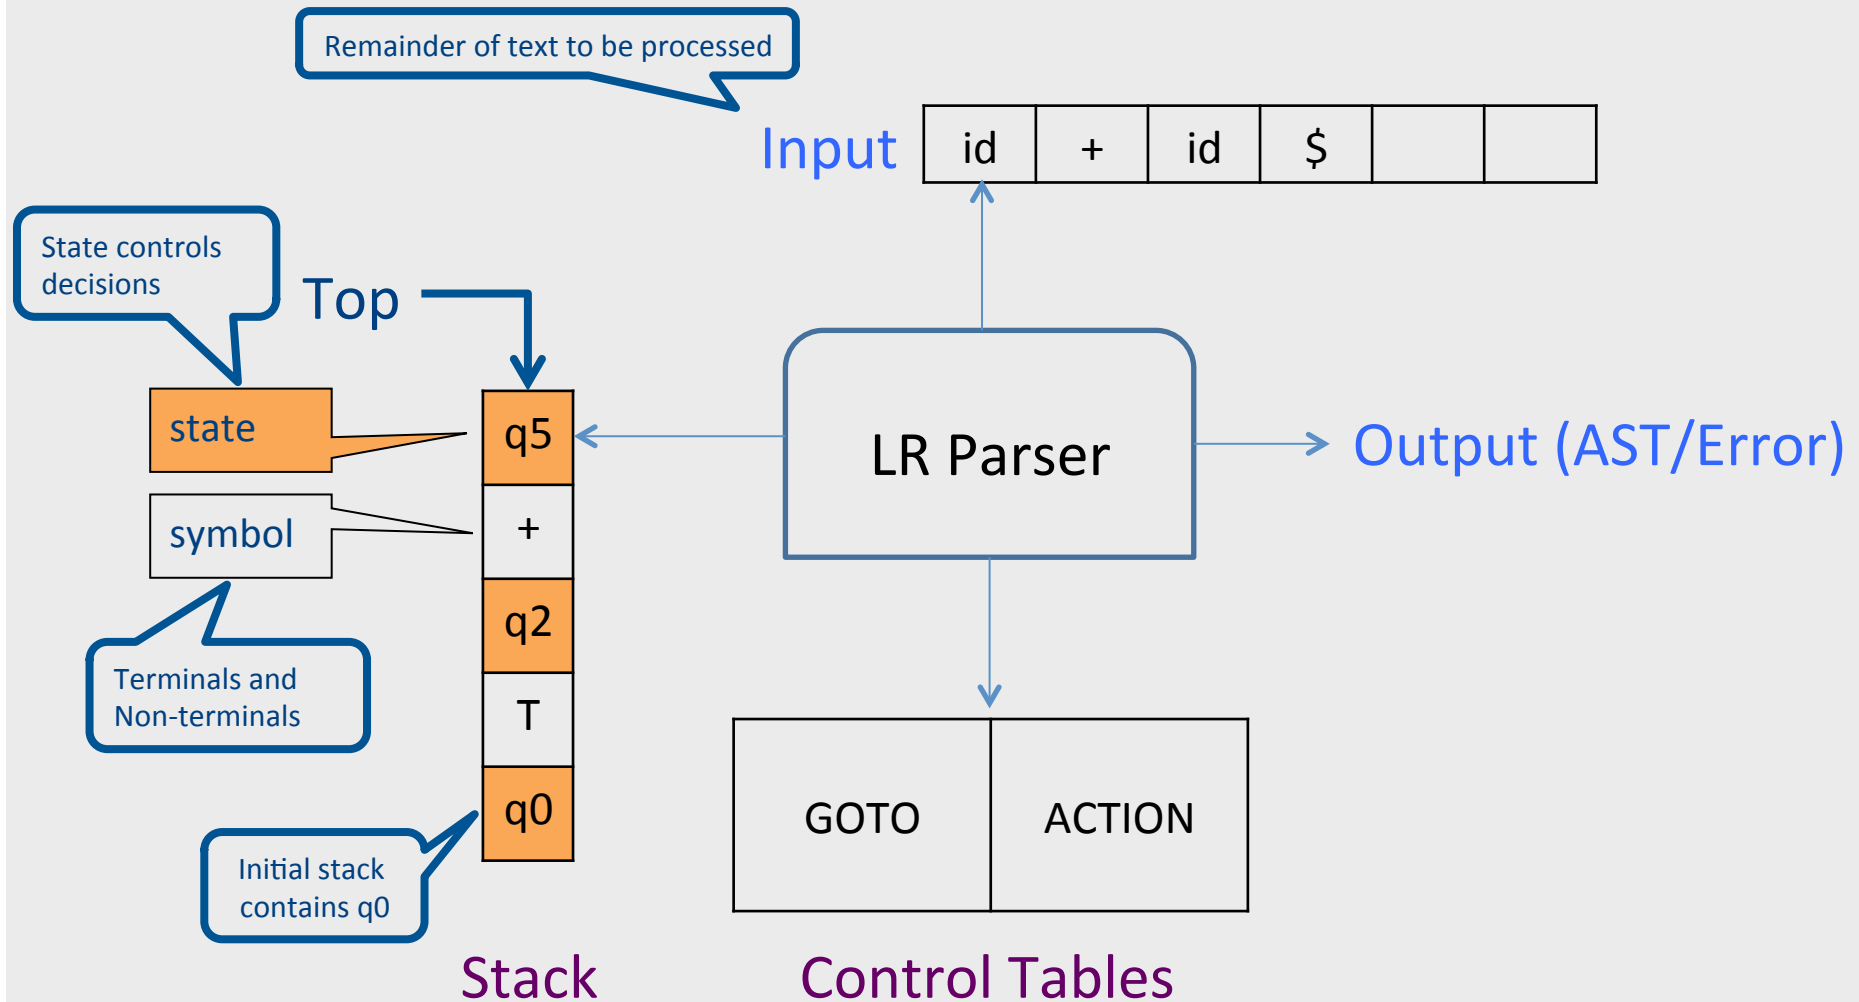 Remainder of text to be processed
Input id + id $
State controls
decisions
Top
state
q5
LR Parser
Output (AST/Error)
symbol
+
q2
Terminals and
Non-terminals
T
q0
GOTO ACTION
Initial stack
contains q0
Stack
Control Tables